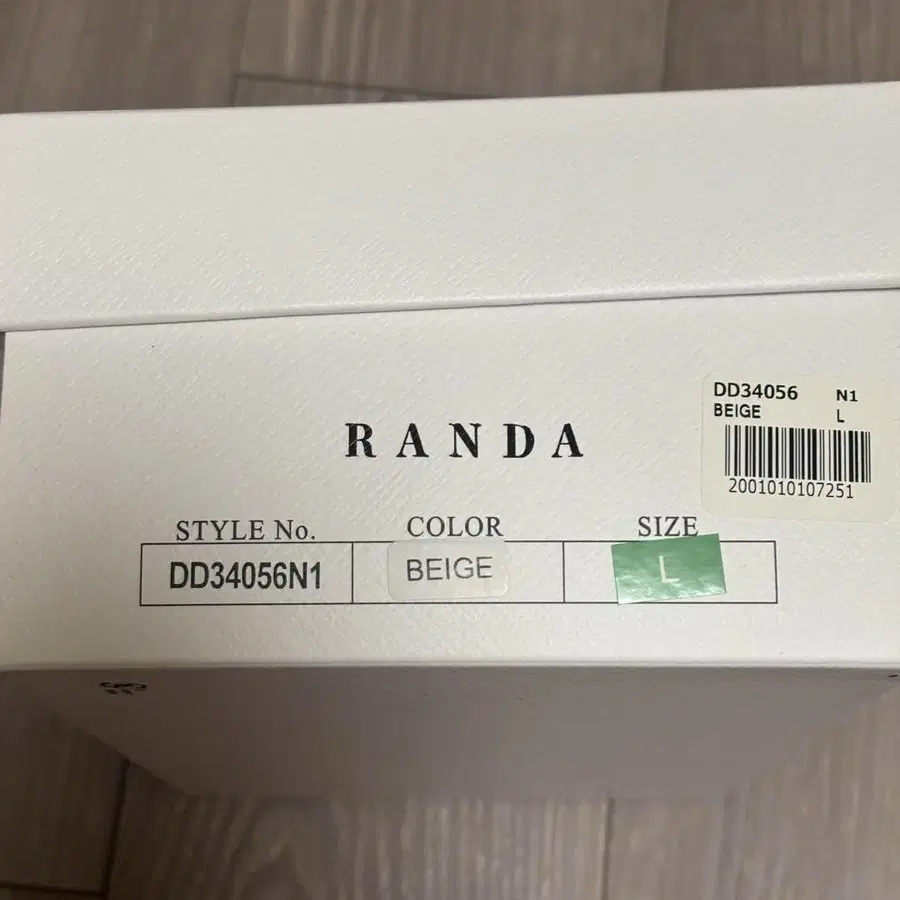 RANDA
DD34056 N1
BEIGE L
2001010107251
STYLE No. COLOR SIZE
DD34056N1 BEIGE L